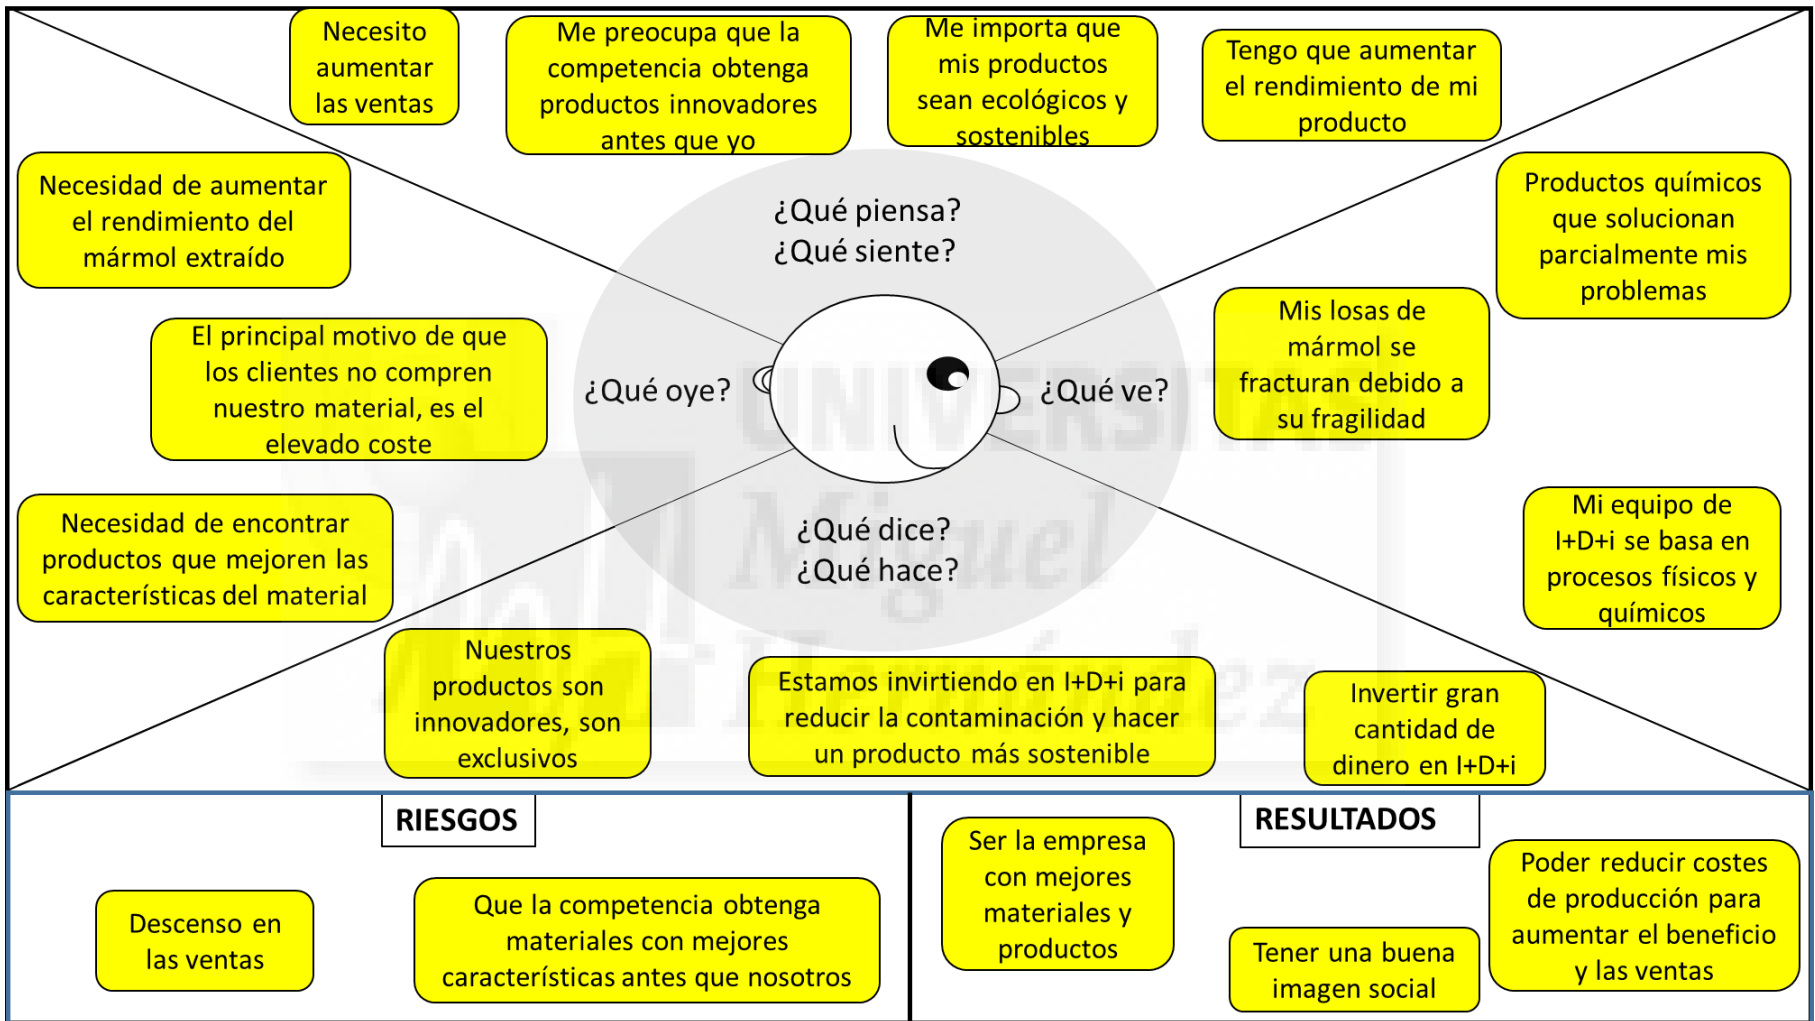 Necesito
aumentar
las ventas
Me preocupa que la
competencia obtenga
productos innovadores
antes que yo
Me importa que
mis productos
sean ecológicos y
sostenibles
Tengo que aumentar
el rendimiento de mi
producto
Necesidad de aumentar
el rendimiento del
mármol extraído
¿Qué piensa?
¿Qué siente?
Productos químicos
que solucionan
parcialmente mis
problemas
El principal motivo de que
los clientes no compren
nuestro material, es el
elevado coste
¿Qué oye?
¿Qué ve?
Mis losas de
mármol se
fracturan debido a
su fragilidad
Necesidad de encontrar
productos que mejoren las
características del material
¿Qué dice?
¿Qué hace?
Mi equipo de
I+D+i se basa en
procesos físicos y
químicos
Nuestros
productos son
innovadores, son
exclusivos
Estamos invirtiendo en I+D+i para
reducir la contaminación y hacer
un producto más sostenible
Invertir gran
cantidad de
dinero en I+D+i
UNIVERSITAS
Miguel
Hernández
RIESGOS
Descenso en
las ventas
Que la competencia obtenga
materiales con mejores
características antes que nosotros
RESULTADOS
Ser la empresa
con mejores
materiales y
productos
Tener una buena
imagen social
Poder reducir costes
de producción para
aumentar el beneficio
y las ventas